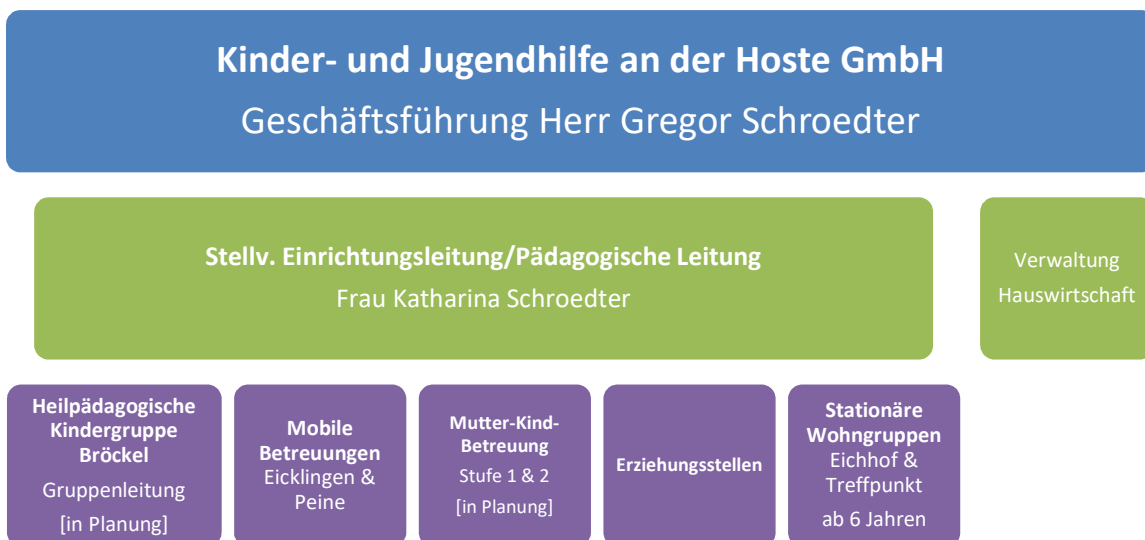 Kinder- und Jugendhilfe an der Hoste GmbH
Geschäftsführung Herr Gregor Schroedter
Stellv. Einrichtungsleitung/Pädagogische Leitung
Frau Katharina Schroedter
Verwaltung
Hauswirtschaft
Heilpädagogische
Kindergruppe
Bröckel
Gruppenleitung
[in Planung]
Mobile
Betreuungen
Eicklingen &
Peine
Mutter-Kind-
Betreuung
Stufe 1 & 2
[in Planung]
Erziehungsstellen
Stationäre
Wohngruppen
Eichhof &
Treffpunkt
ab 6 Jahren